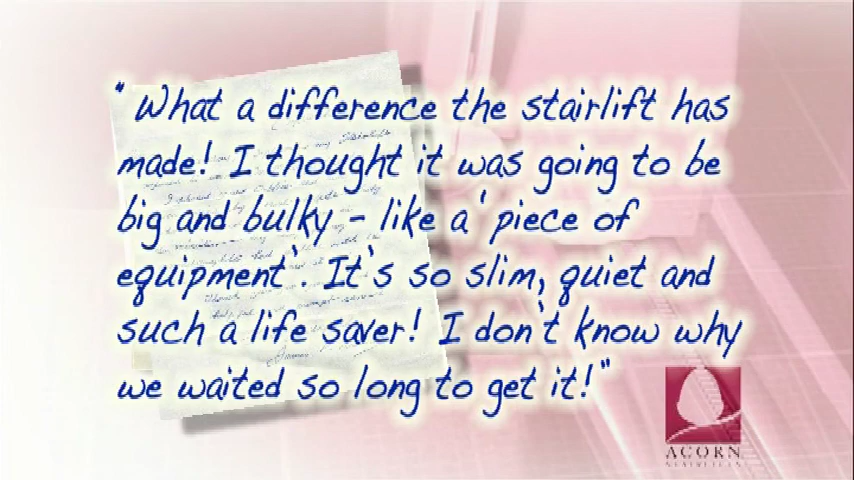 "What a difference the stairlift has
made! I thought it was going to be
big and bulky - like a 'piece of
equipment'. It's so slim, quiet and
such a life saver! I don't know why
we waited so long to get it!"
ACORN
STAIRLIFTS